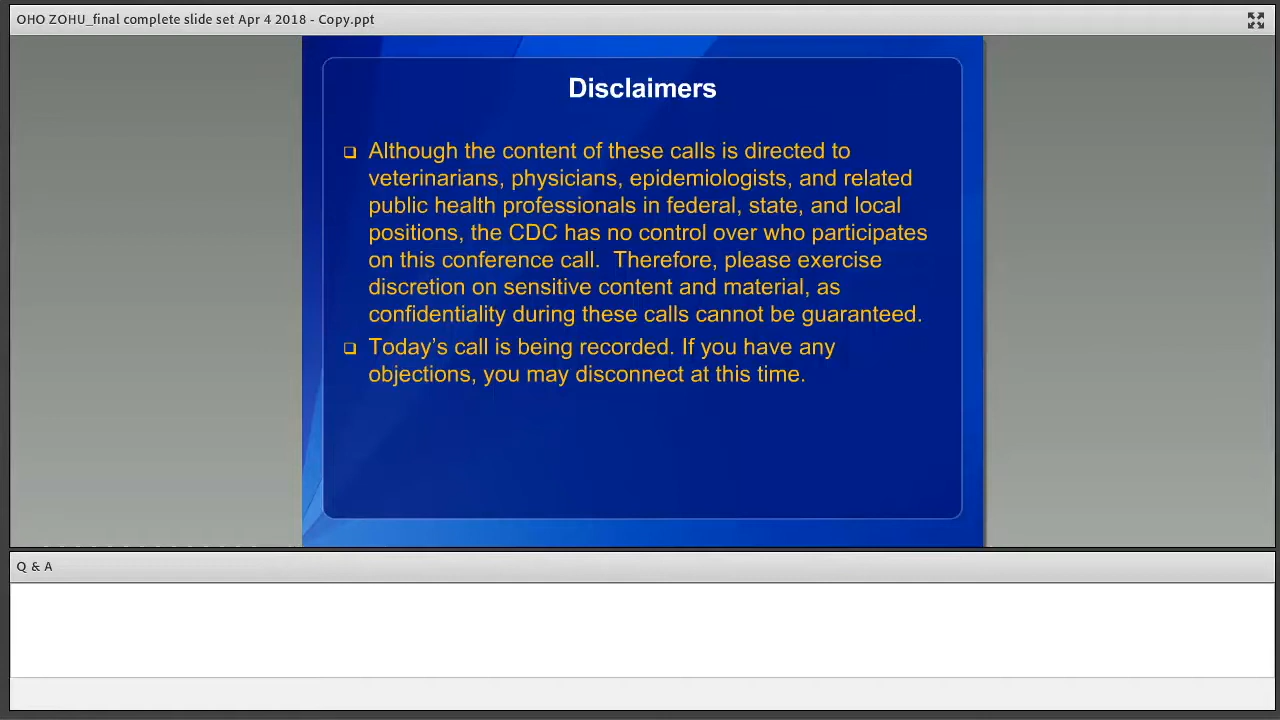 OHO ZOHU_final complete slide set Apr 4 2018 - Copy.ppt
Disclaimers
Although the content of these calls is directed to
veterinarians, physicians, epidemiologists, and related
public health professionals in federal, state, and local
positions, the CDC has no control over who participates
on this conference call.  Therefore, please exercise
discretion on sensitive content and material, as
confidentiality during these calls cannot be guaranteed.
Today’s call is being recorded. If you have any
objections, you may disconnect at this time.
Q & A